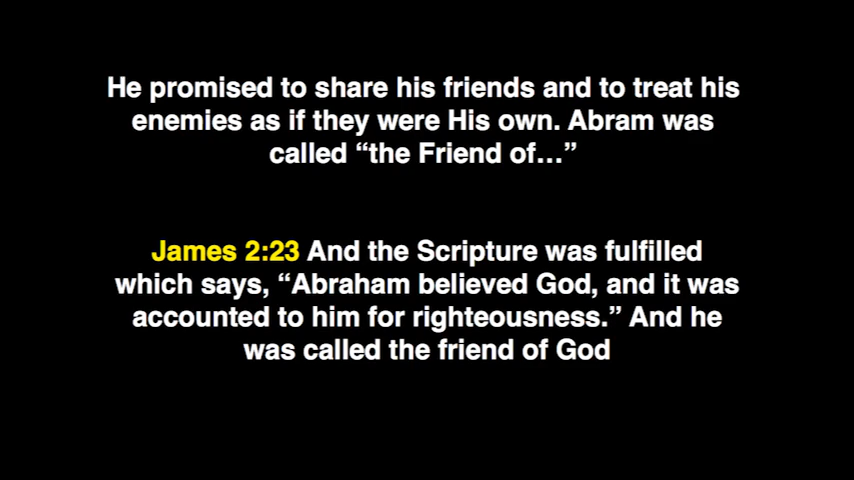 He promised to share his friends and to treat his
enemies as if they were His own. Abram was
called “the Friend of...”
James 2:23 And the Scripture was fulfilled
which says, “Abraham believed God, and it was
accounted to him for righteousness.” And he
was called the friend of God